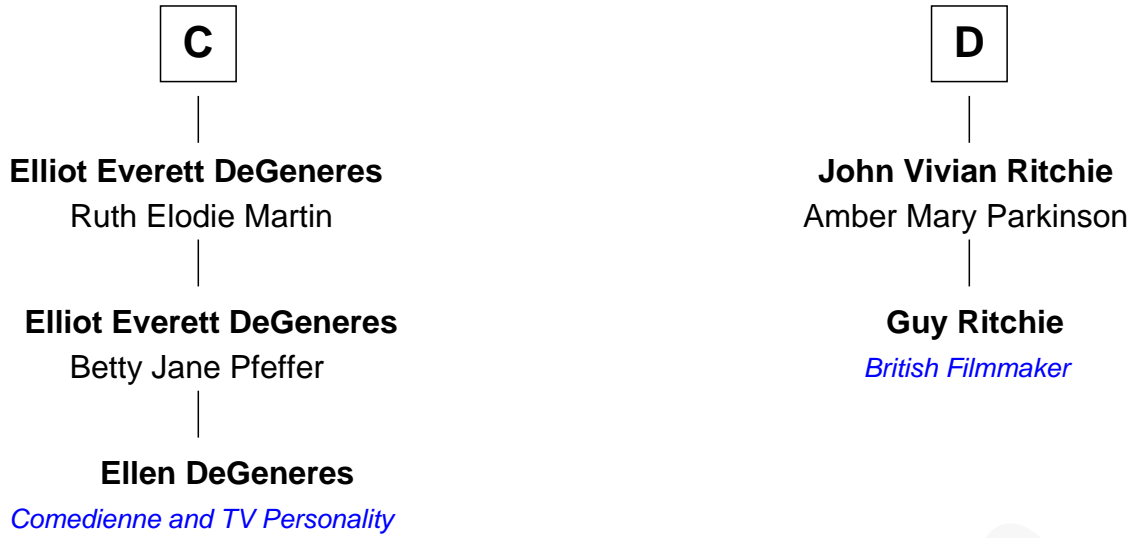 C
Elliot Everett DeGeneres
Ruth Elodie Martin
Elliot Everett DeGeneres
Betty Jane Pfeffer
Ellen DeGeneres
Comedienne and TV Personality
D
John Vivian Ritchie
Amber Mary Parkinson
Guy Ritchie
British Filmmaker